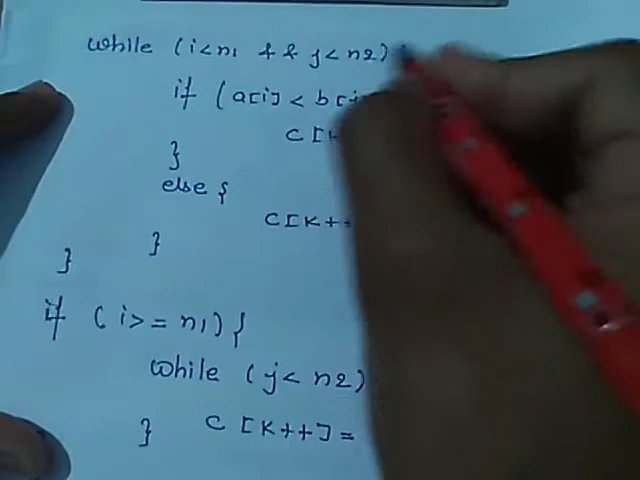 while (i<n1 && j<n2)
if (a[i] < b[j
C[K
}
else {
C[K++
}
}
if (i>= n1) {
while (j< n2)
C [K++] =
}